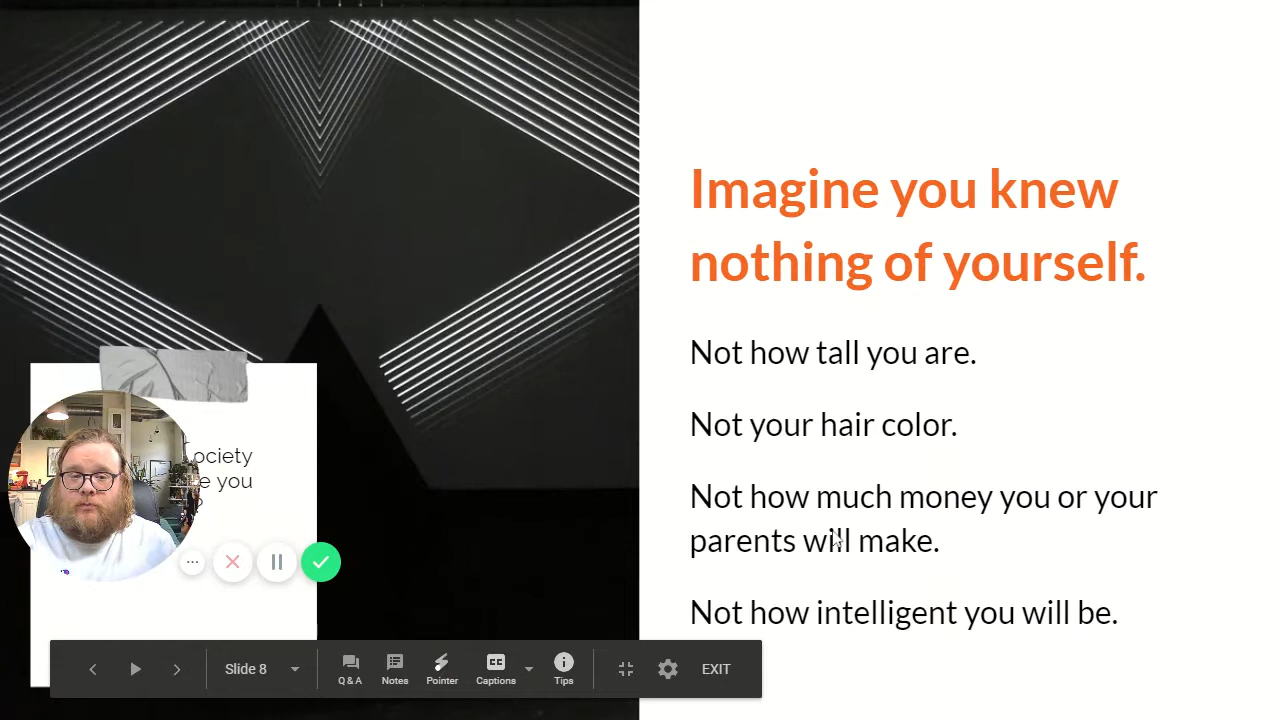 Imagine you knew
nothing of yourself.
Not how tall you are.
Not your hair color.
Not how much money you or your
parents will make.
Not how intelligent you will be.
ociety
e you
Slide 8
Q & A
Notes
Pointer
Captions
Tips
EXIT